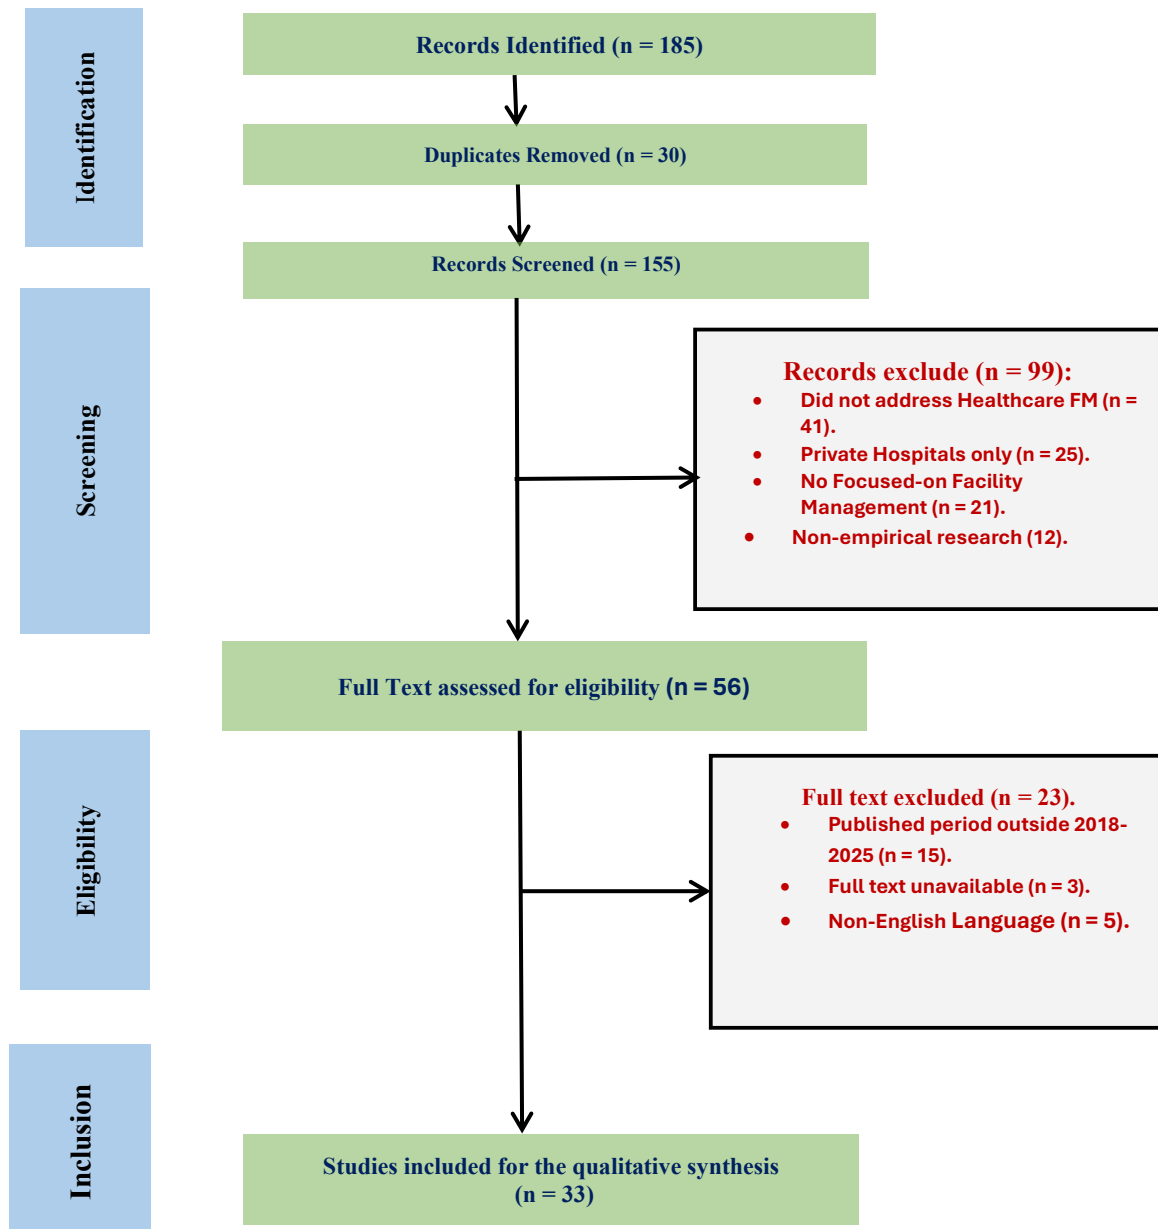 Identification
Records Identified (n = 185)
Duplicates Removed (n = 30)
Records Screened (n = 155)
Screening
Records exclude (n = 99):
• Did not address Healthcare FM (n =
41).
• Private Hospitals only (n = 25).
• No Focused-on Facility
Management (n = 21).
• Non-empirical research (12).
Full Text assessed for eligibility (n = 56)
Eligibility
Full text excluded (n = 23).
• Published period outside 2018-
2025 (n = 15).
• Full text unavailable (n = 3).
• Non-English Language (n = 5).
Inclusion
Studies included for the qualitative synthesis
(n = 33)